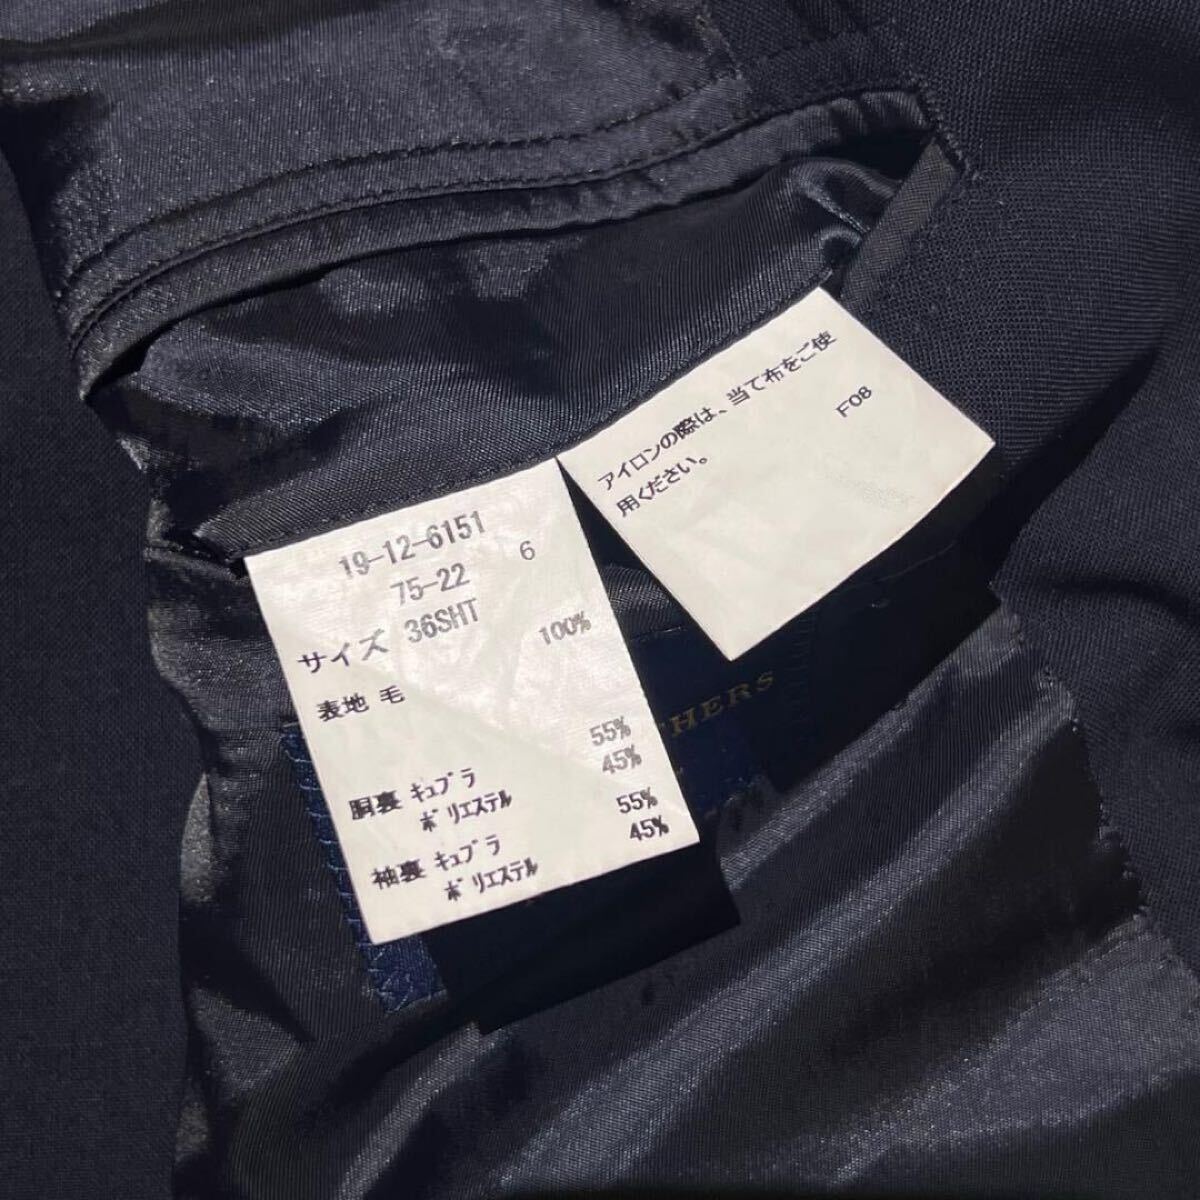 19-12-6151
75-22 6
サイズ 36SHT
表地 毛 100%
胴裏 キュプラ 55%
ポリエステル 45%
袖裏 キュプラ 55%
ポリエステル 45%
アイロンの際は、当て布をご使
用ください。
F08
THERS